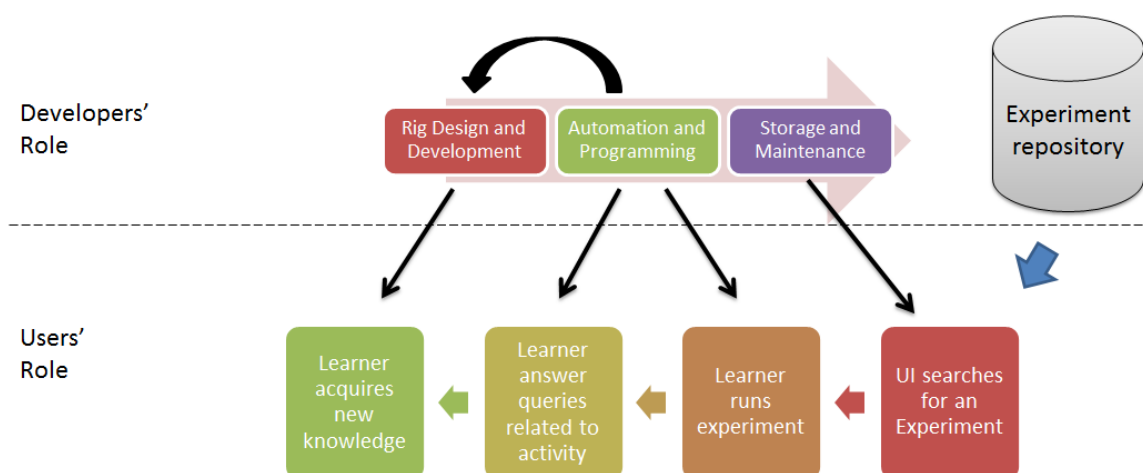 Developers'
Role
Rig Design and
Development
Automation and
Programming
Storage and
Maintenance
Experiment
repository
Users'
Role
Learner
acquires
new
knowledge
Learner
answer
queries
related to
activity
Learner
runs
experiment
UI searches
for an
Experiment